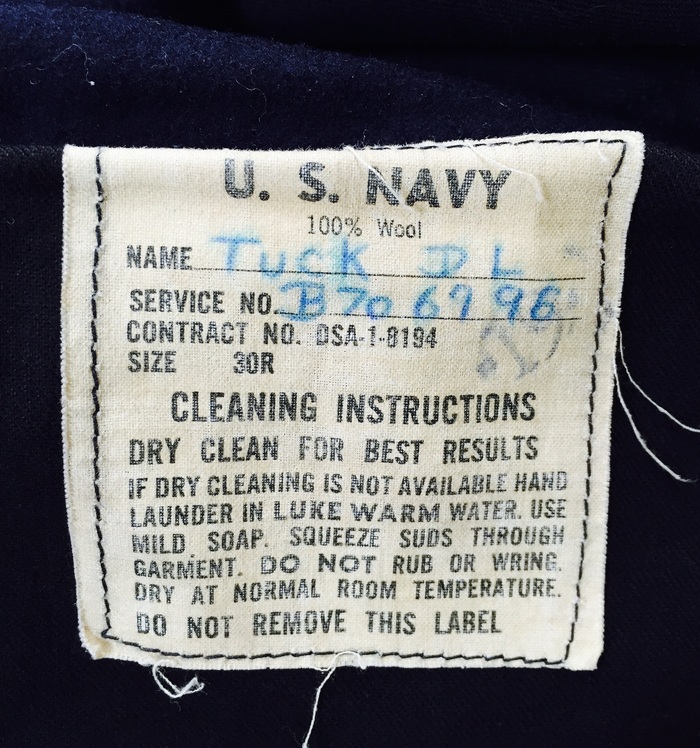 U. S. NAVY
100% Wool
NAME TUCK D L
SERVICE NO. B70 67 96
CONTRACT NO. DSA-1-8194
SIZE 30R
CLEANING INSTRUCTIONS
DRY CLEAN FOR BEST RESULTS
IF DRY CLEANING IS NOT AVAILABLE HAND
LAUNDER IN LUKE WARM WATER. USE
MILD SOAP. SQUEEZE SUDS THROUGH
GARMENT. DO NOT RUB OR WRING.
DRY AT NORMAL ROOM TEMPERATURE.
DO NOT REMOVE THIS LABEL